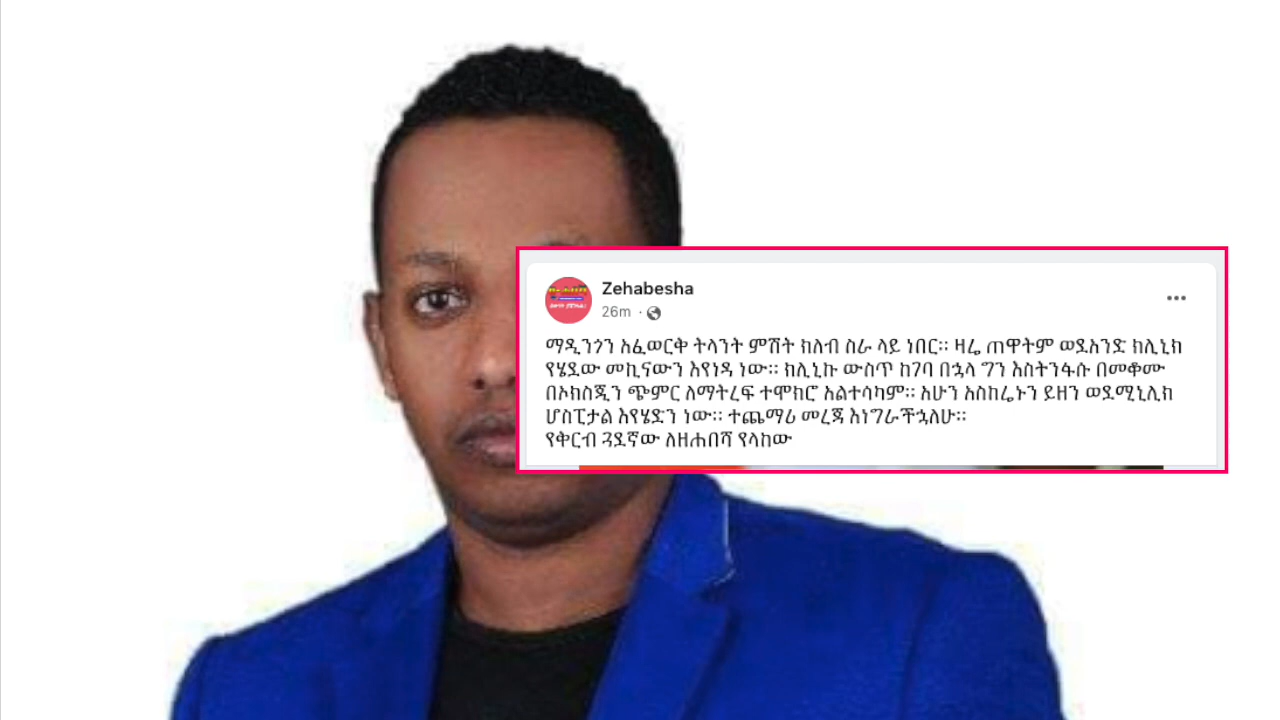 Zehabesha
26m ·
ማዲንጎን አፈወርቅ ትላንት ምሽት ክለብ ስራ ላይ ነበር። ዛሬ ጠዋትም ወደአንድ ክሊኒክ
የሄደው መኪናውን እየነዳ ነው። ክሊኒኩ ውስጥ ከገባ በኋላ ግን እስትንፋሱ በመቆሙ
በኦክስጂን ጭምር ለማትረፍ ተሞክሮ አልተሳካም። አሁን አስከሬኑን ይዘን ወደሚኒሊክ
ሆስፒታል እየሄድን ነው። ተጨማሪ መረጃ እነግራችኋለሁ።
የቅርብ ጓደኛው ለዘሐበሻ የላከው